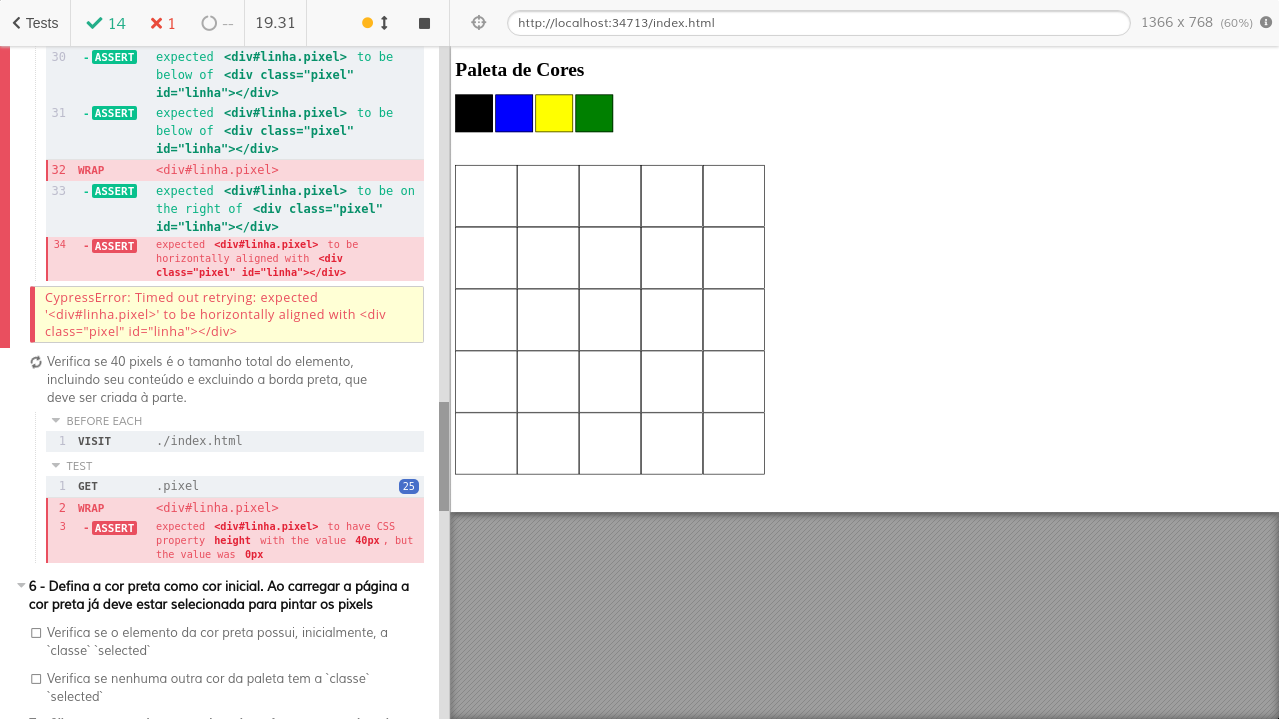 Tests
14
1
--
19.31
http://localhost:34713/index.html
1366 x 768 (60%)
30 - ASSERT expected <div#linha.pixel> to be
below of <div class="pixel"
id="linha"></div>
31 - ASSERT expected <div#linha.pixel> to be
below of <div class="pixel"
id="linha"></div>
32 WRAP <div#linha.pixel>
33 - ASSERT expected <div#linha.pixel> to be on
the right of <div class="pixel"
id="linha"></div>
34 - ASSERT expected <div#linha.pixel> to be
horizontally aligned with <div
class="pixel" id="linha"></div>
CypressError: Timed out retrying: expected
'<div#linha.pixel>' to be horizontally aligned with <div
class="pixel" id="linha"></div>
Verifica se 40 pixels é o tamanho total do elemento,
incluindo seu conteúdo e excluindo a borda preta, que
deve ser criada à parte.
BEFORE EACH
1 VISIT ./index.html
TEST
1 GET .pixel 25
2 WRAP <div#linha.pixel>
3 - ASSERT expected <div#linha.pixel> to have CSS
property height with the value 40px, but
the value was 0px
6 - Defina a cor preta como cor inicial. Ao carregar a página a
cor preta já deve estar selecionada para pintar os pixels
Verifica se o elemento da cor preta possui, inicialmente, a
`classe` `selected`
Verifica se nenhuma outra cor da paleta tem a `classe`
`selected`
Paleta de Cores